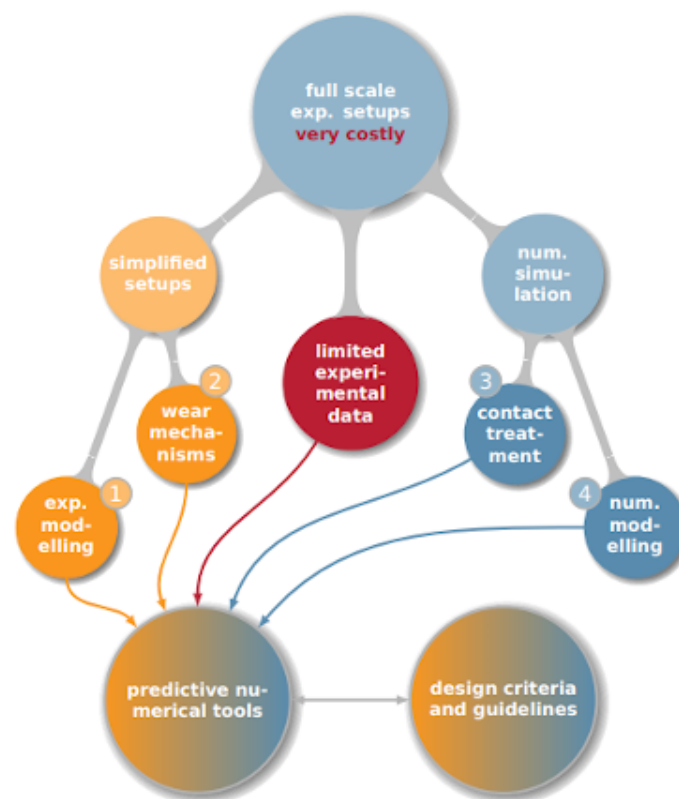 full scale
exp. setups
very costly
simplified
setups
num.
simu-
lation
limited
experi-
mental
data
2
wear
mecha-
nisms
3
contact
treat-
ment
1
exp.
mod-
elling
4
num.
mod-
elling
predictive nu-
merical tools
design criteria
and guidelines